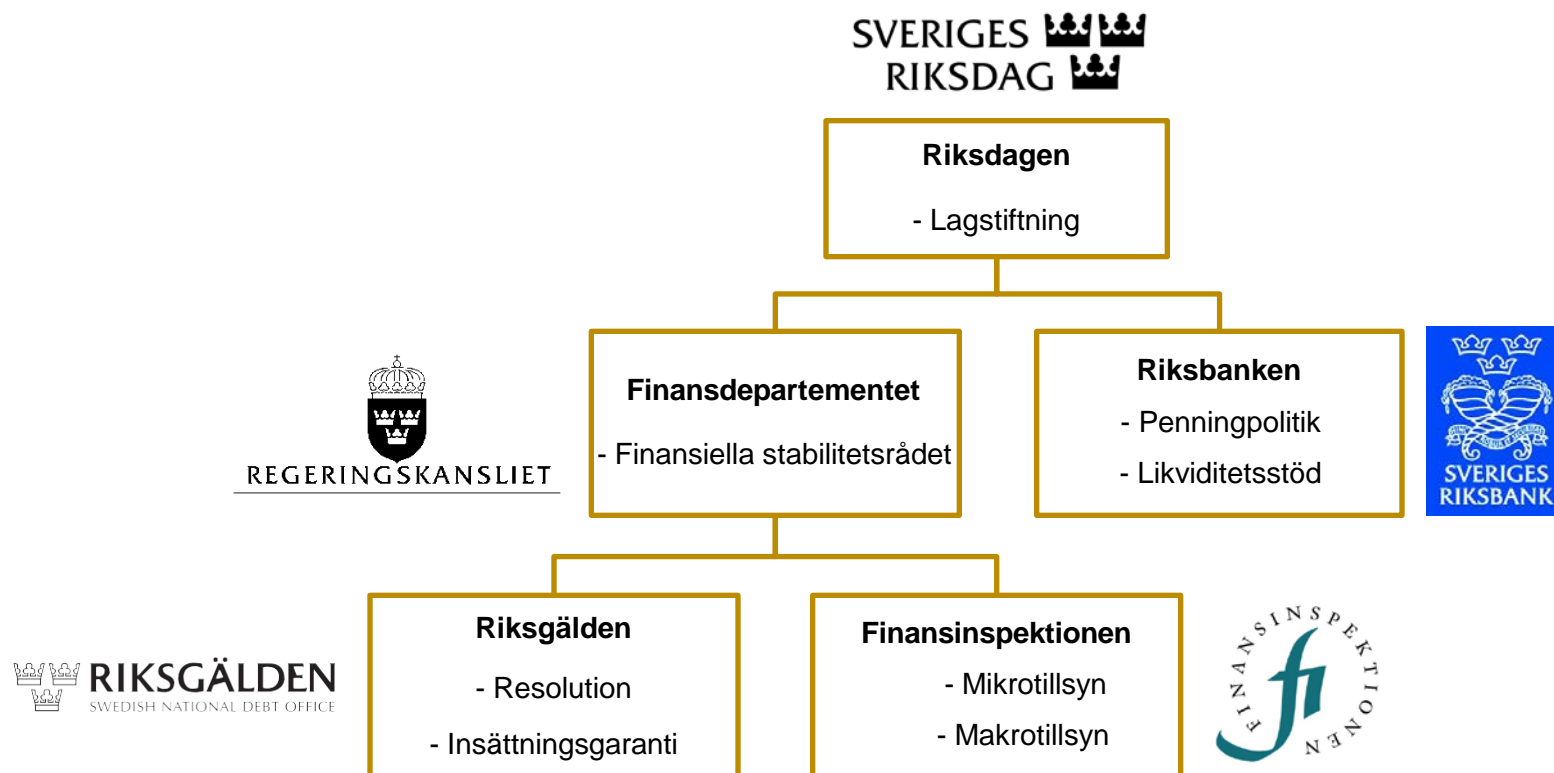 SVERIGES
RIKSDAG
Riksdagen
- Lagstiftning
REGERINGSKANSLIET
Finansdepartementet
- Finansiella stabilitetsrådet
Riksbanken
- Penningpolitik
- Likviditetsstöd
SVERIGES
RIKSBANK
RIKSGÄLDEN
SWEDISH NATIONAL DEBT OFFICE
Riksgälden
- Resolution
- Insättningsgaranti
Finansinspektionen
- Mikrotillsyn
- Makrotillsyn
FINANSINSPEKTIONEN
fi